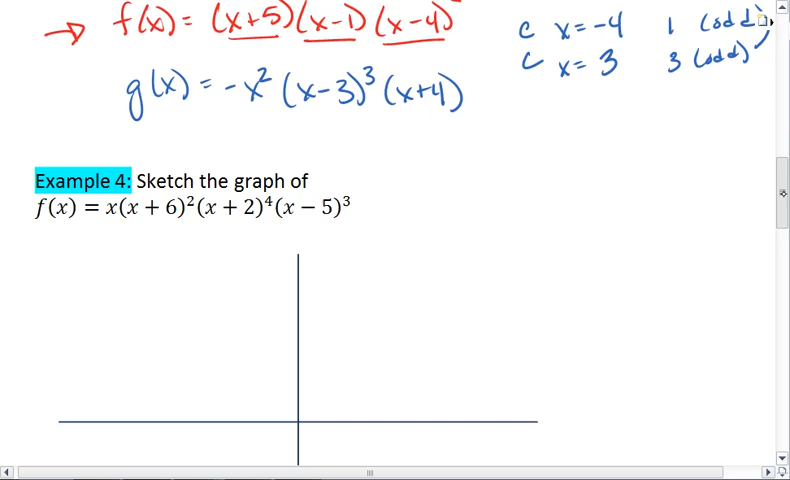 → f(x) = (x+5)(x-1)(x-4)
g(x) = -x² (x-3)³ (x+4)
C x = -4 1 (odd)
C x = 3 3 (odd)
Example 4: Sketch the graph of
f(x) = x(x + 6)²(x + 2)⁴(x − 5)³